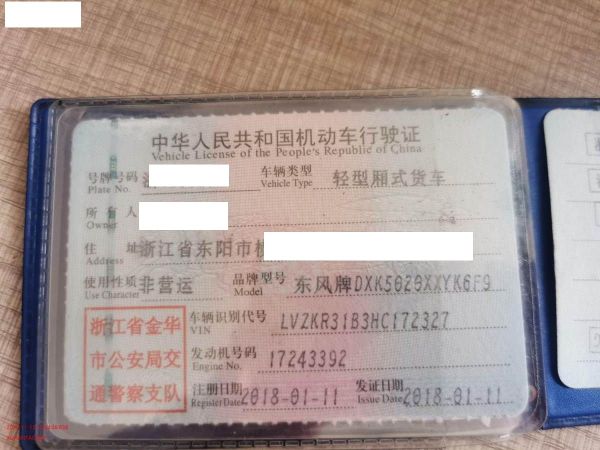 中华人民共和国机动车行驶证
Vehicle License of the People's Republic of China
号牌号码 车辆类型 轻型厢式货车
Plate No. Vehicle Type
所有人
Owner
住址 浙江省东阳市
Address
使用性质 非营运 品牌型号 东风牌DXK5020XXYK6F9
Use Character Model
浙江省金华 车辆识别代号 LVZKR31B3HC172327
VIN
市公安局交 发动机号码 17243392
Engine No.
通警察支队 注册日期 2018-01-11 发证日期 2018-01-11
Register Date Issue Date